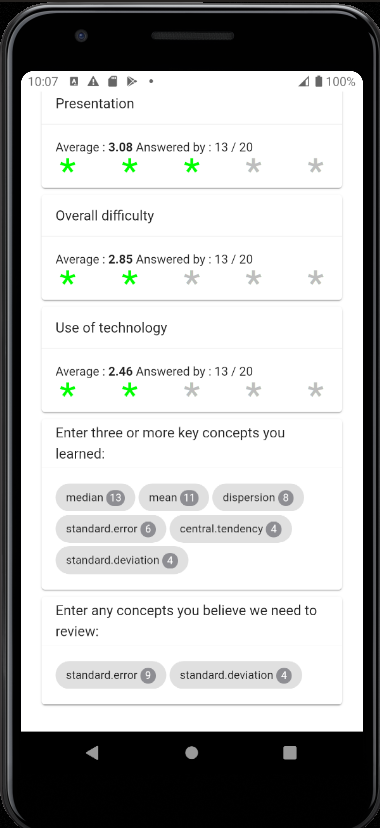 10:07 100%
Presentation
Average : 3.08 Answered by : 13 / 20
* * * * *
Overall difficulty
Average : 2.85 Answered by : 13 / 20
* * * * *
Use of technology
Average : 2.46 Answered by : 13 / 20
* * * * *
Enter three or more key concepts you
learned:
median 13 mean 11 dispersion 8
standard.error 6 central.tendency 4
standard.deviation 4
Enter any concepts you believe we need to
review:
standard.error 9 standard.deviation 4